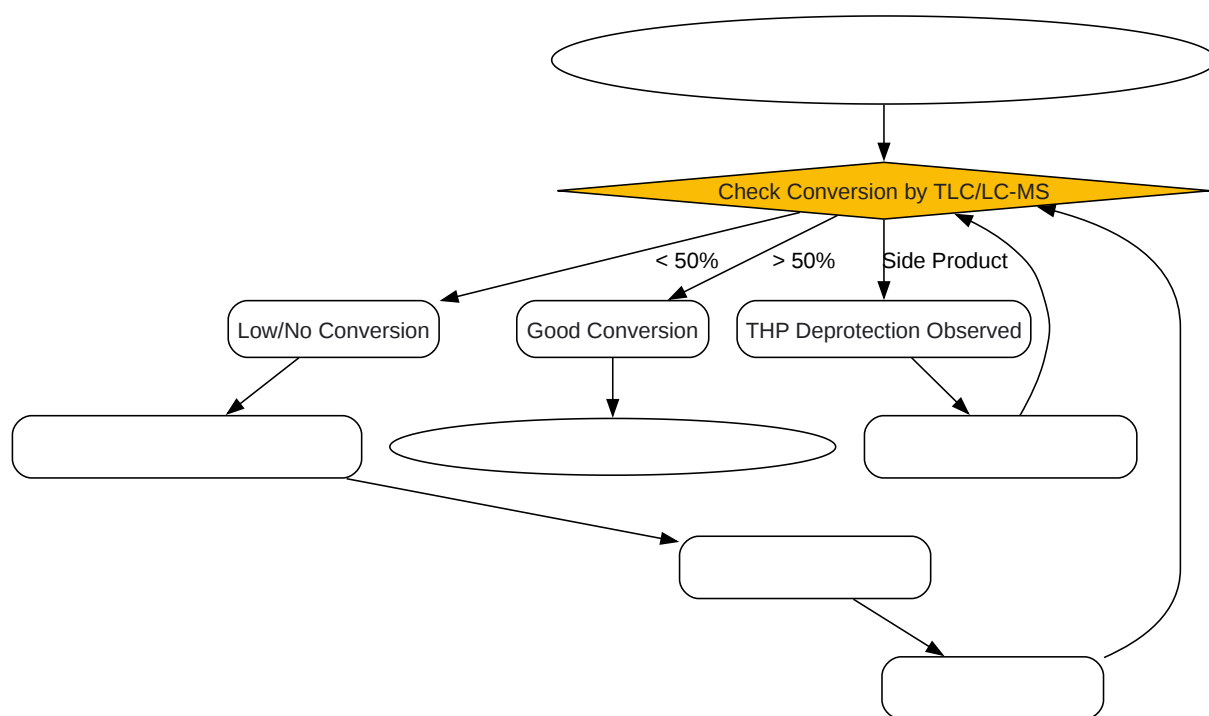 Check Conversion by TLC/LC-MS
< 50%
> 50%
Side Product
Low/No Conversion
Good Conversion
THP Deprotection Observed